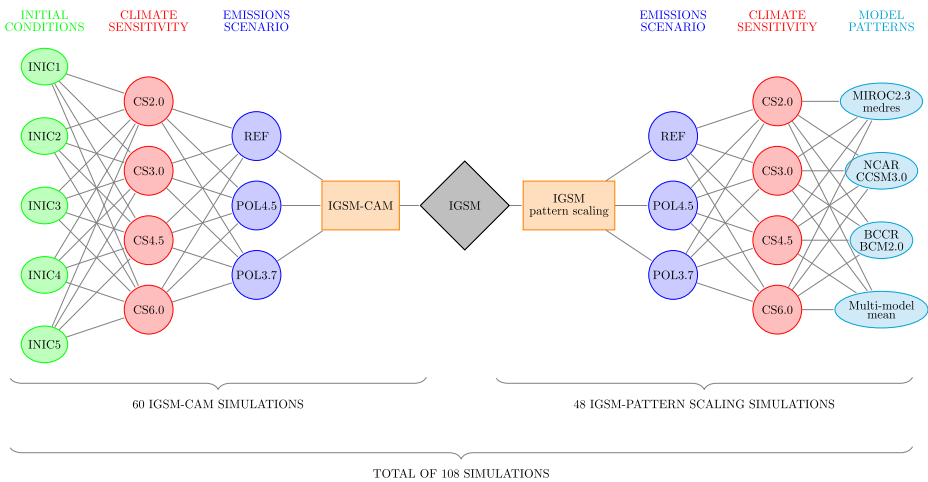 INITIAL
CONDITIONS
CLIMATE
SENSITIVITY
EMISSIONS
SCENARIO
EMISSIONS
SCENARIO
CLIMATE
SENSITIVITY
MODEL
PATTERNS
INIC1
INIC2
INIC3
INIC4
INIC5
CS2.0
CS3.0
CS4.5
CS6.0
REF
POL4.5
POL3.7
IGSM-CAM
IGSM
IGSM
pattern scaling
REF
POL4.5
POL3.7
CS2.0
CS3.0
CS4.5
CS6.0
MIROC2.3
medres
NCAR
CCSM3.0
BCCR
BCM2.0
Multi-model
mean
60 IGSM-CAM SIMULATIONS
48 IGSM-PATTERN SCALING SIMULATIONS
TOTAL OF 108 SIMULATIONS